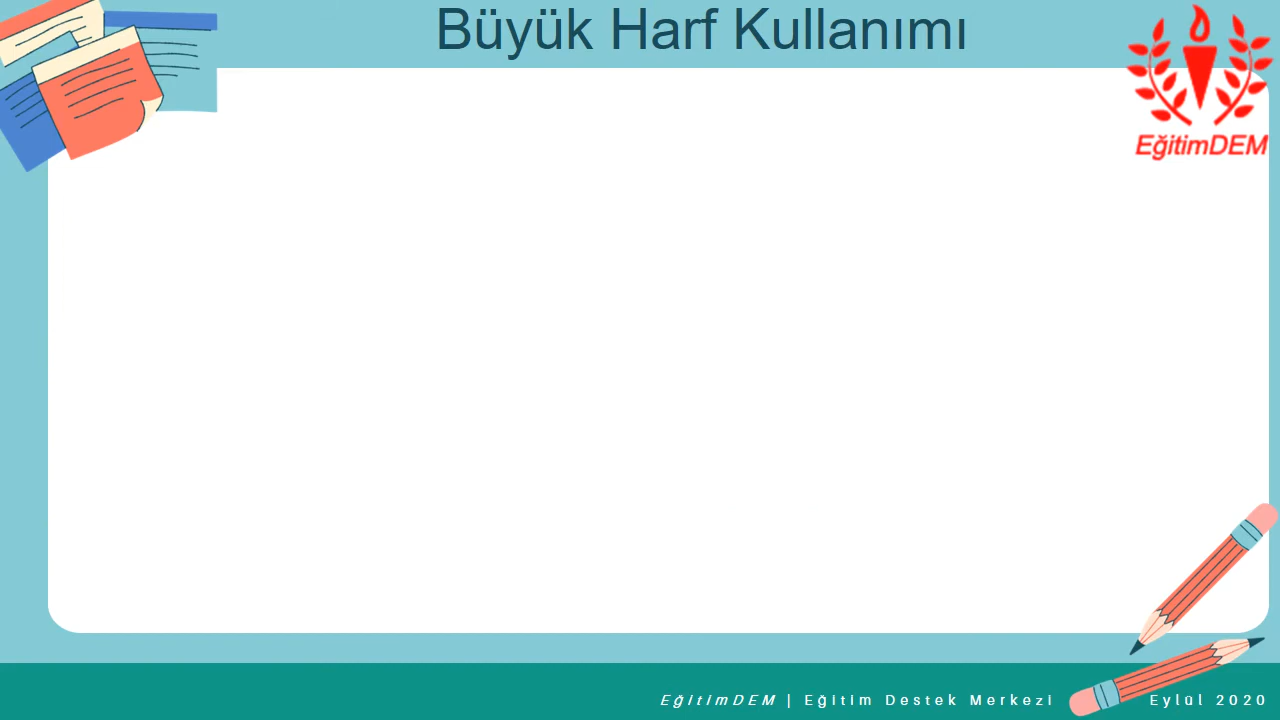 Büyük Harf Kullanımı
EğitimDEM
EğitimDEM | Eğitim Destek Merkezi
Eylül 2020